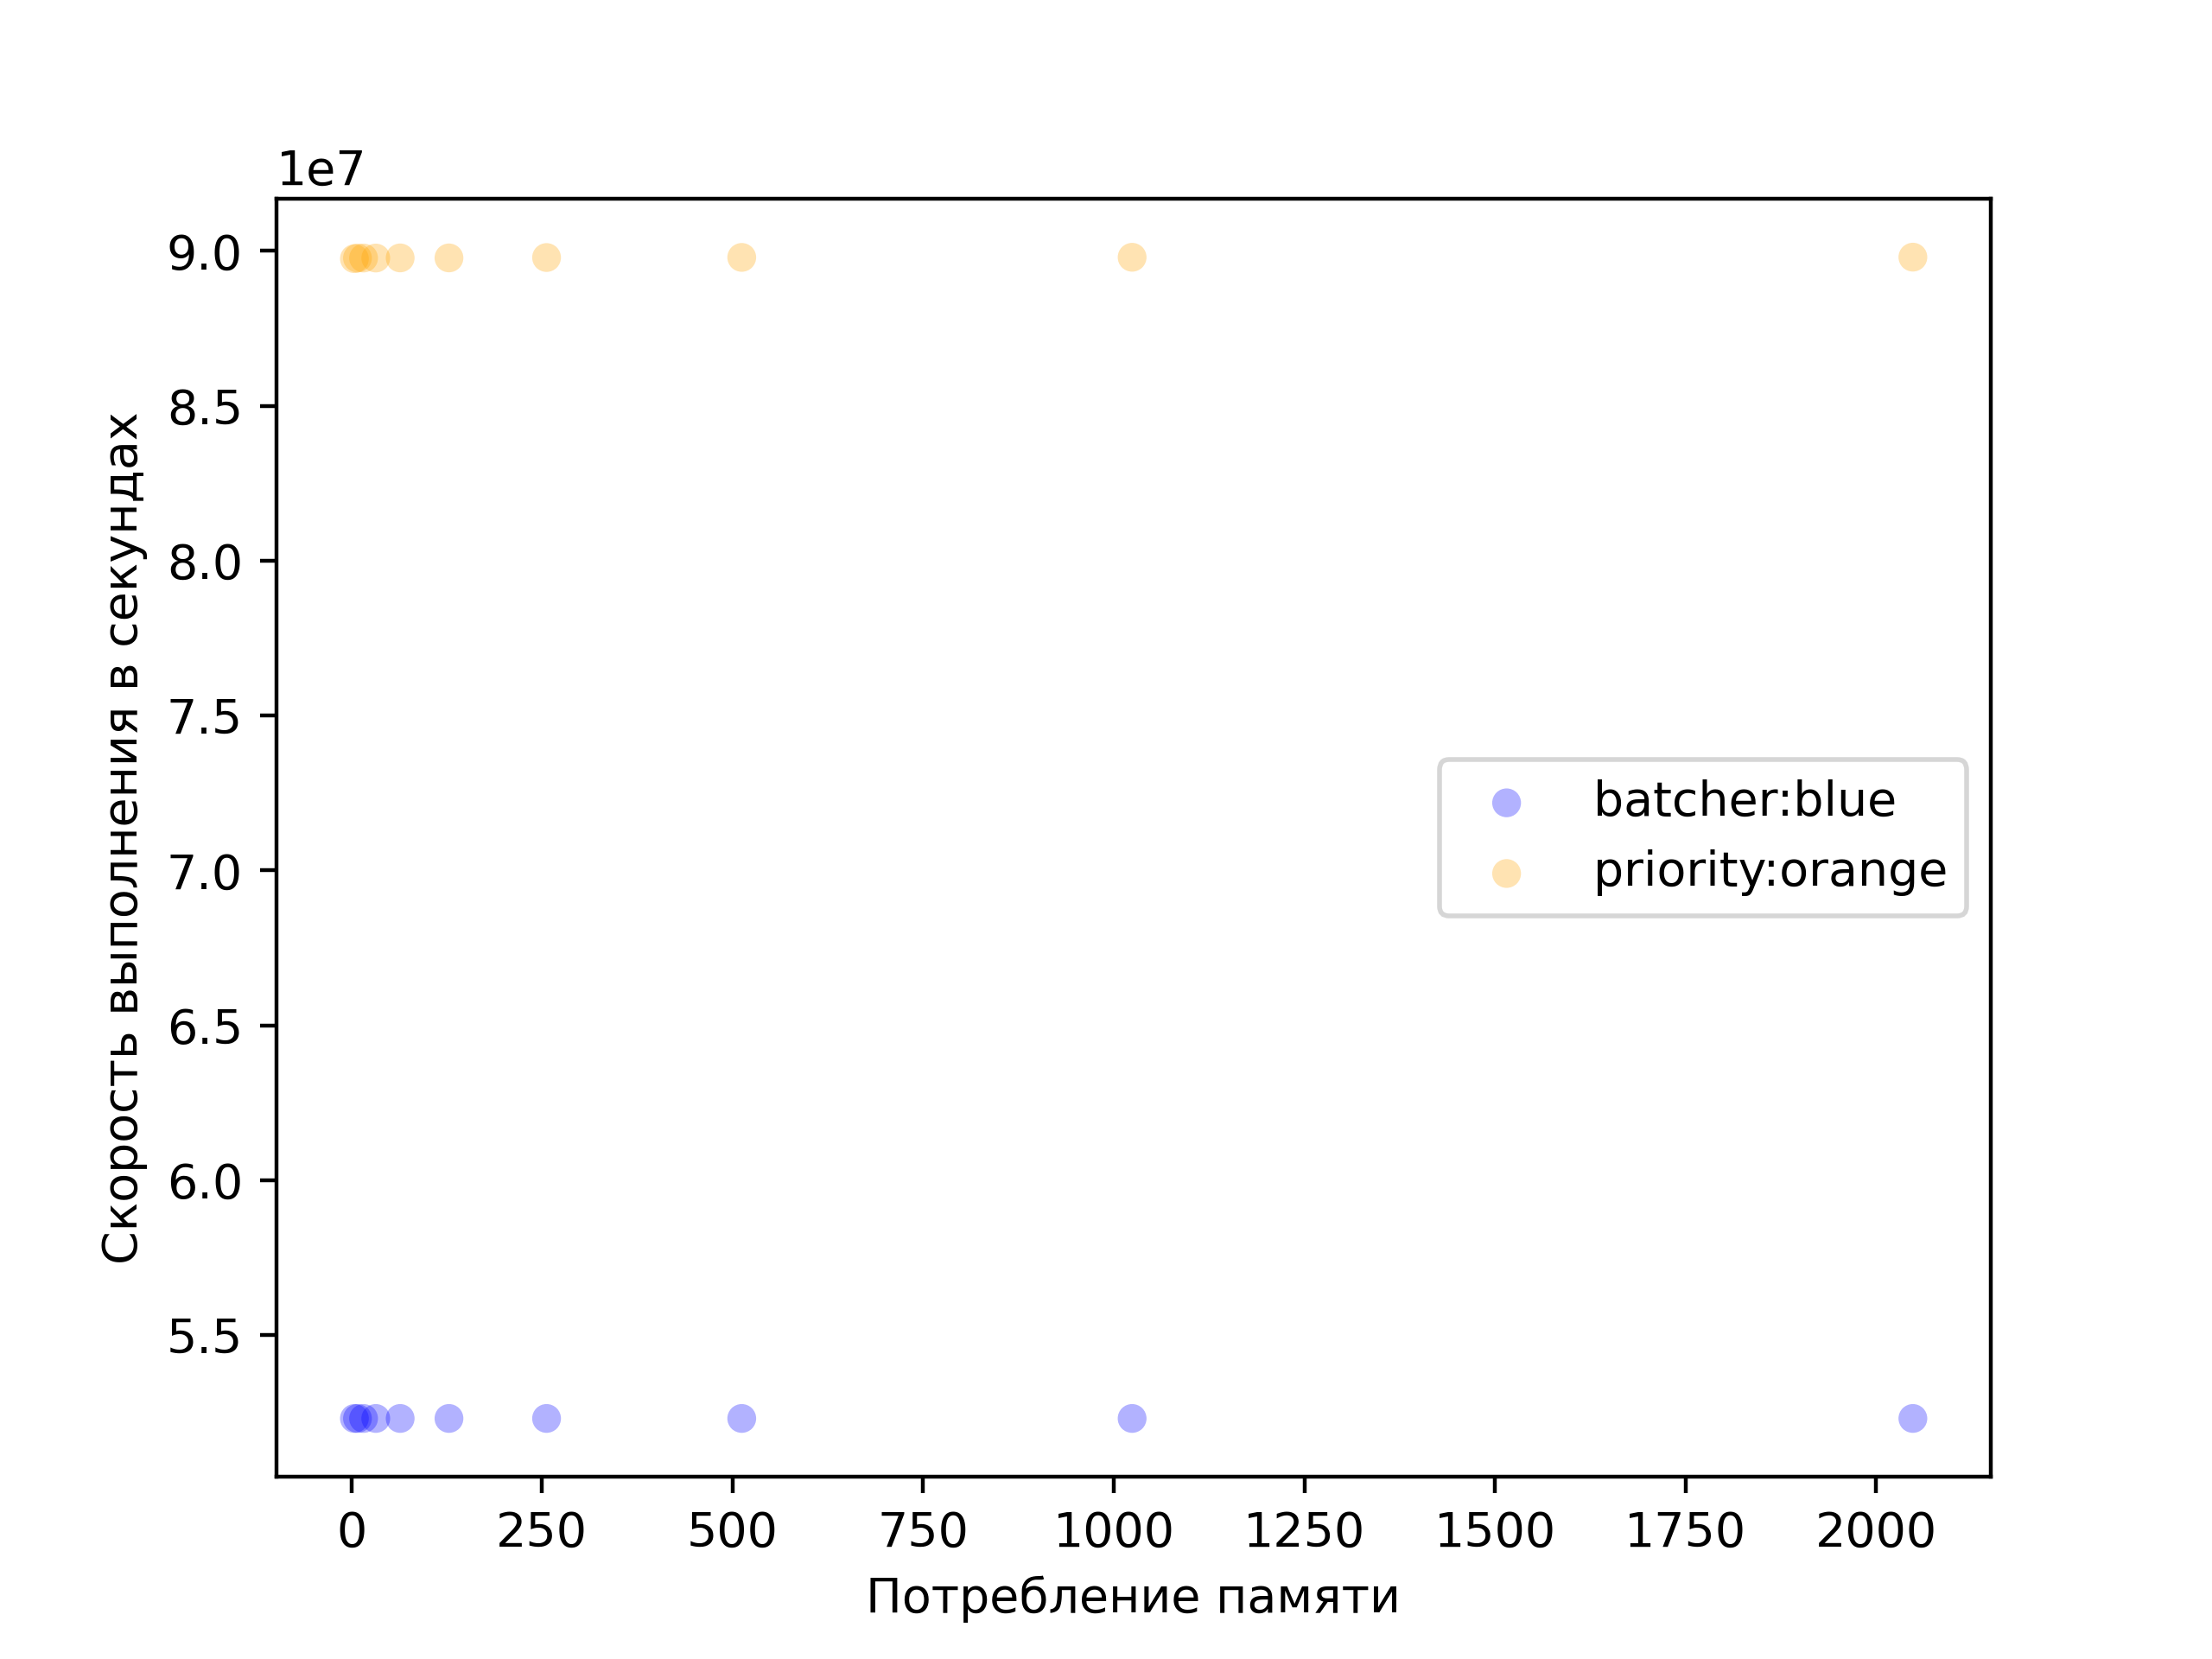 1e7
9.0
8.5
8.0
7.5
7.0
6.5
6.0
5.5
Скорость выполнения в секундах
batcher:blue
priority:orange
0 250 500 750 1000 1250 1500 1750 2000
Потребление памяти